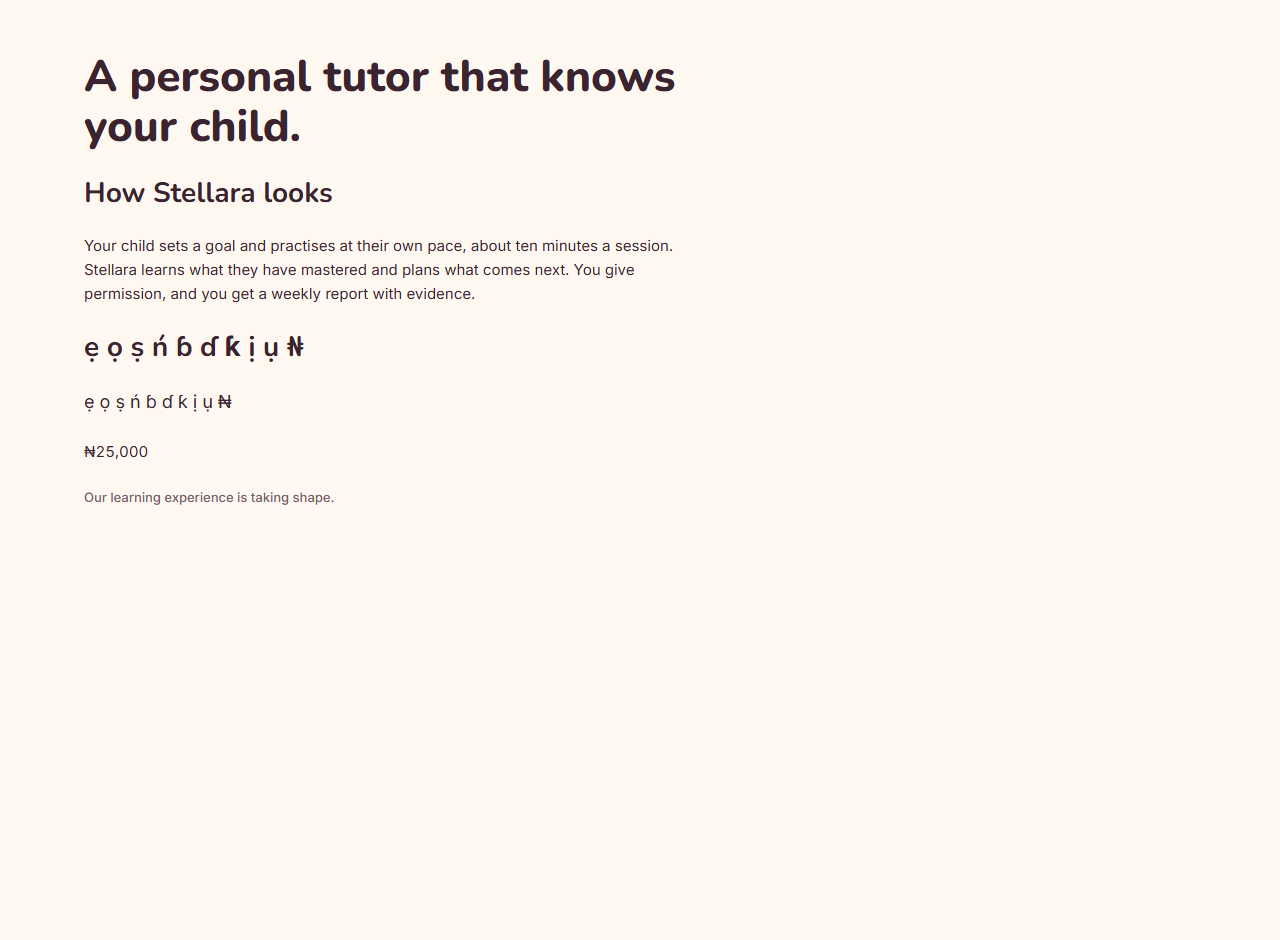 A personal tutor that knows
your child.
How Stellara looks
Your child sets a goal and practises at their own pace, about ten minutes a session.
Stellara learns what they have mastered and plans what comes next. You give
permission, and you get a weekly report with evidence.
ẹ ọ ṣ ń ɓ ɗ ƙ ị ụ ₦
ẹ ọ ṣ ń ɓ ɗ ƙ ị ụ ₦
₦25,000
Our learning experience is taking shape.